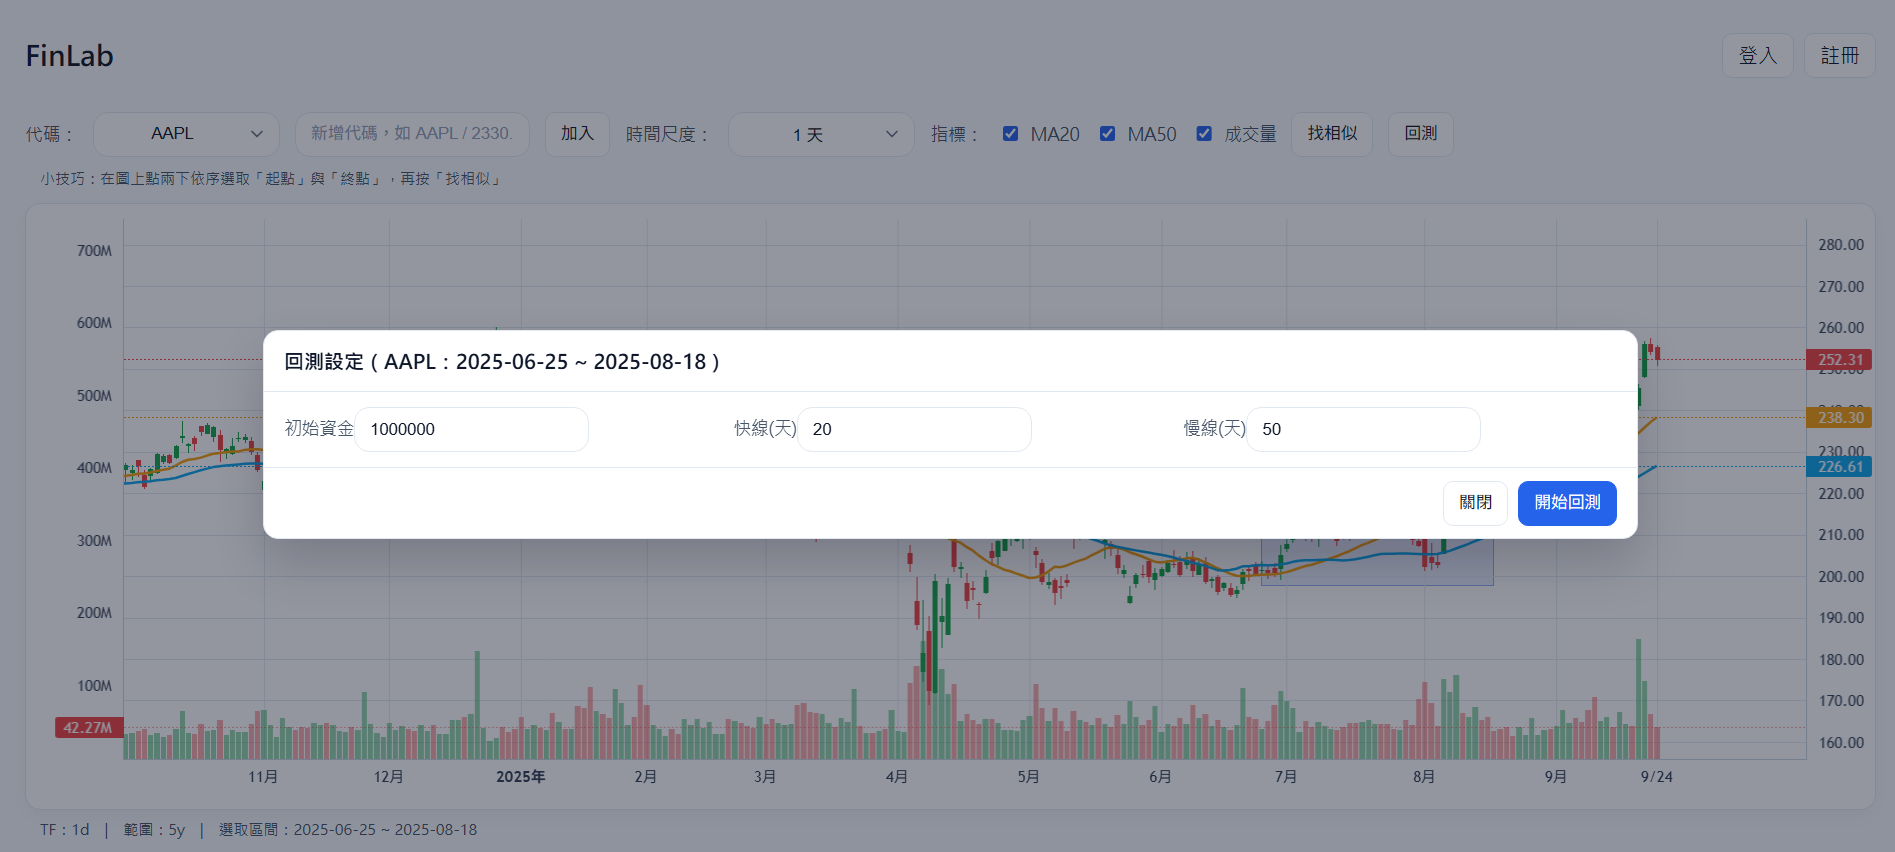 FinLab
登入 註冊
代碼： AAPL 新增代碼，如 AAPL / 2330. 加入 時間尺度： 1 天 指標： MA20 MA50 成交量 找相似 回測
小技巧：在圖上點兩下依序選取「起點」與「終點」，再按「找相似」
700M 280.00
270.00
600M 260.00
252.31
500M
238.30
230.00
400M 226.61
220.00
回測設定（AAPL：2025-06-25 ~ 2025-08-18）
初始資金 1000000 快線(天) 20 慢線(天) 50
關閉 開始回測
300M 210.00
200.00
200M 190.00
180.00
100M 170.00
42.27M 160.00
11月 12月 2025年 2月 3月 4月 5月 6月 7月 8月 9月 9/24
TF：1d | 範圍：5y | 選取區間：2025-06-25 ~ 2025-08-18